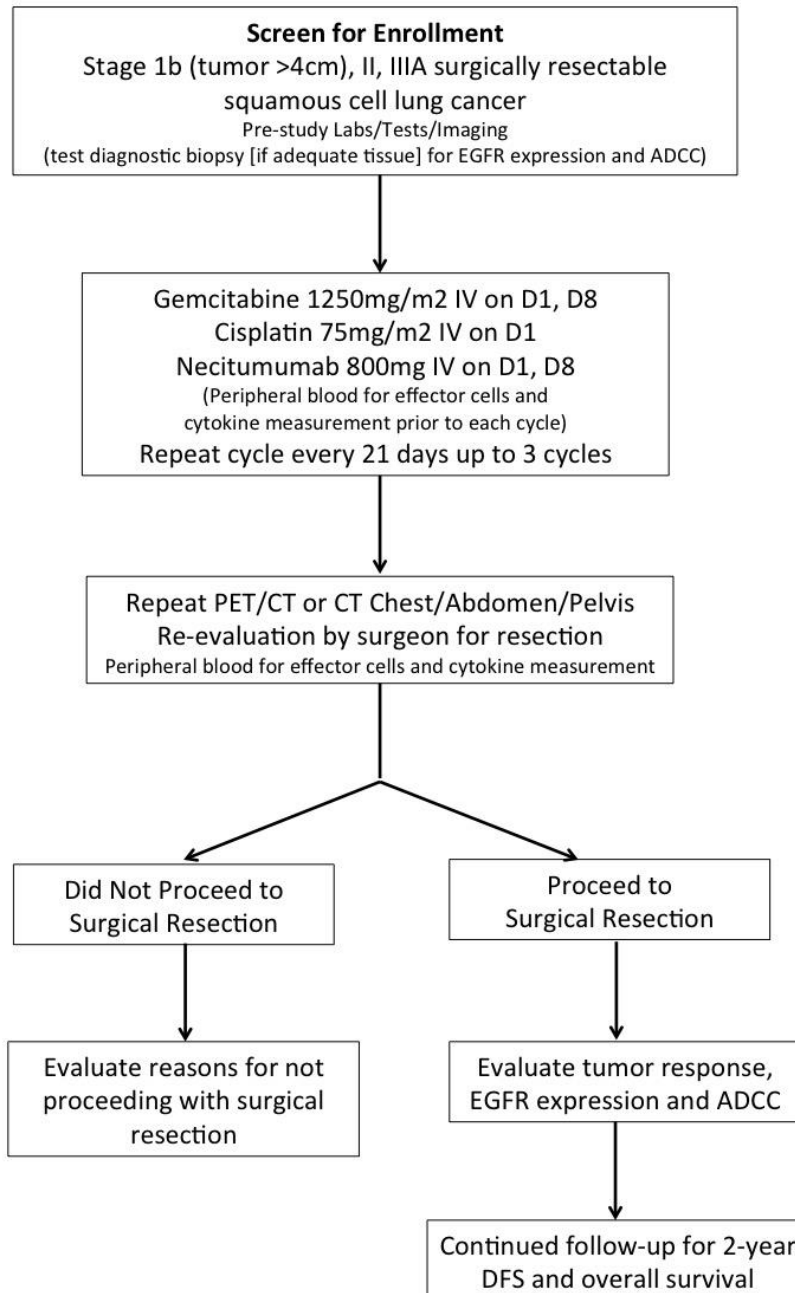 Screen for Enrollment
Stage 1b (tumor >4cm), II, IIIA surgically resectable
squamous cell lung cancer
Pre-study Labs/Tests/Imaging
(test diagnostic biopsy [if adequate tissue] for EGFR expression and ADCC)
Gemcitabine 1250mg/m2 IV on D1, D8
Cisplatin 75mg/m2 IV on D1
Necitumumab 800mg IV on D1, D8
(Peripheral blood for effector cells and
cytokine measurement prior to each cycle)
Repeat cycle every 21 days up to 3 cycles
Repeat PET/CT or CT Chest/Abdomen/Pelvis
Re-evaluation by surgeon for resection
Peripheral blood for effector cells and cytokine measurement
Did Not Proceed to
Surgical Resection
Proceed to
Surgical Resection
Evaluate reasons for not
proceeding with surgical
resection
Evaluate tumor response,
EGFR expression and ADCC
Continued follow-up for 2-year
DFS and overall survival